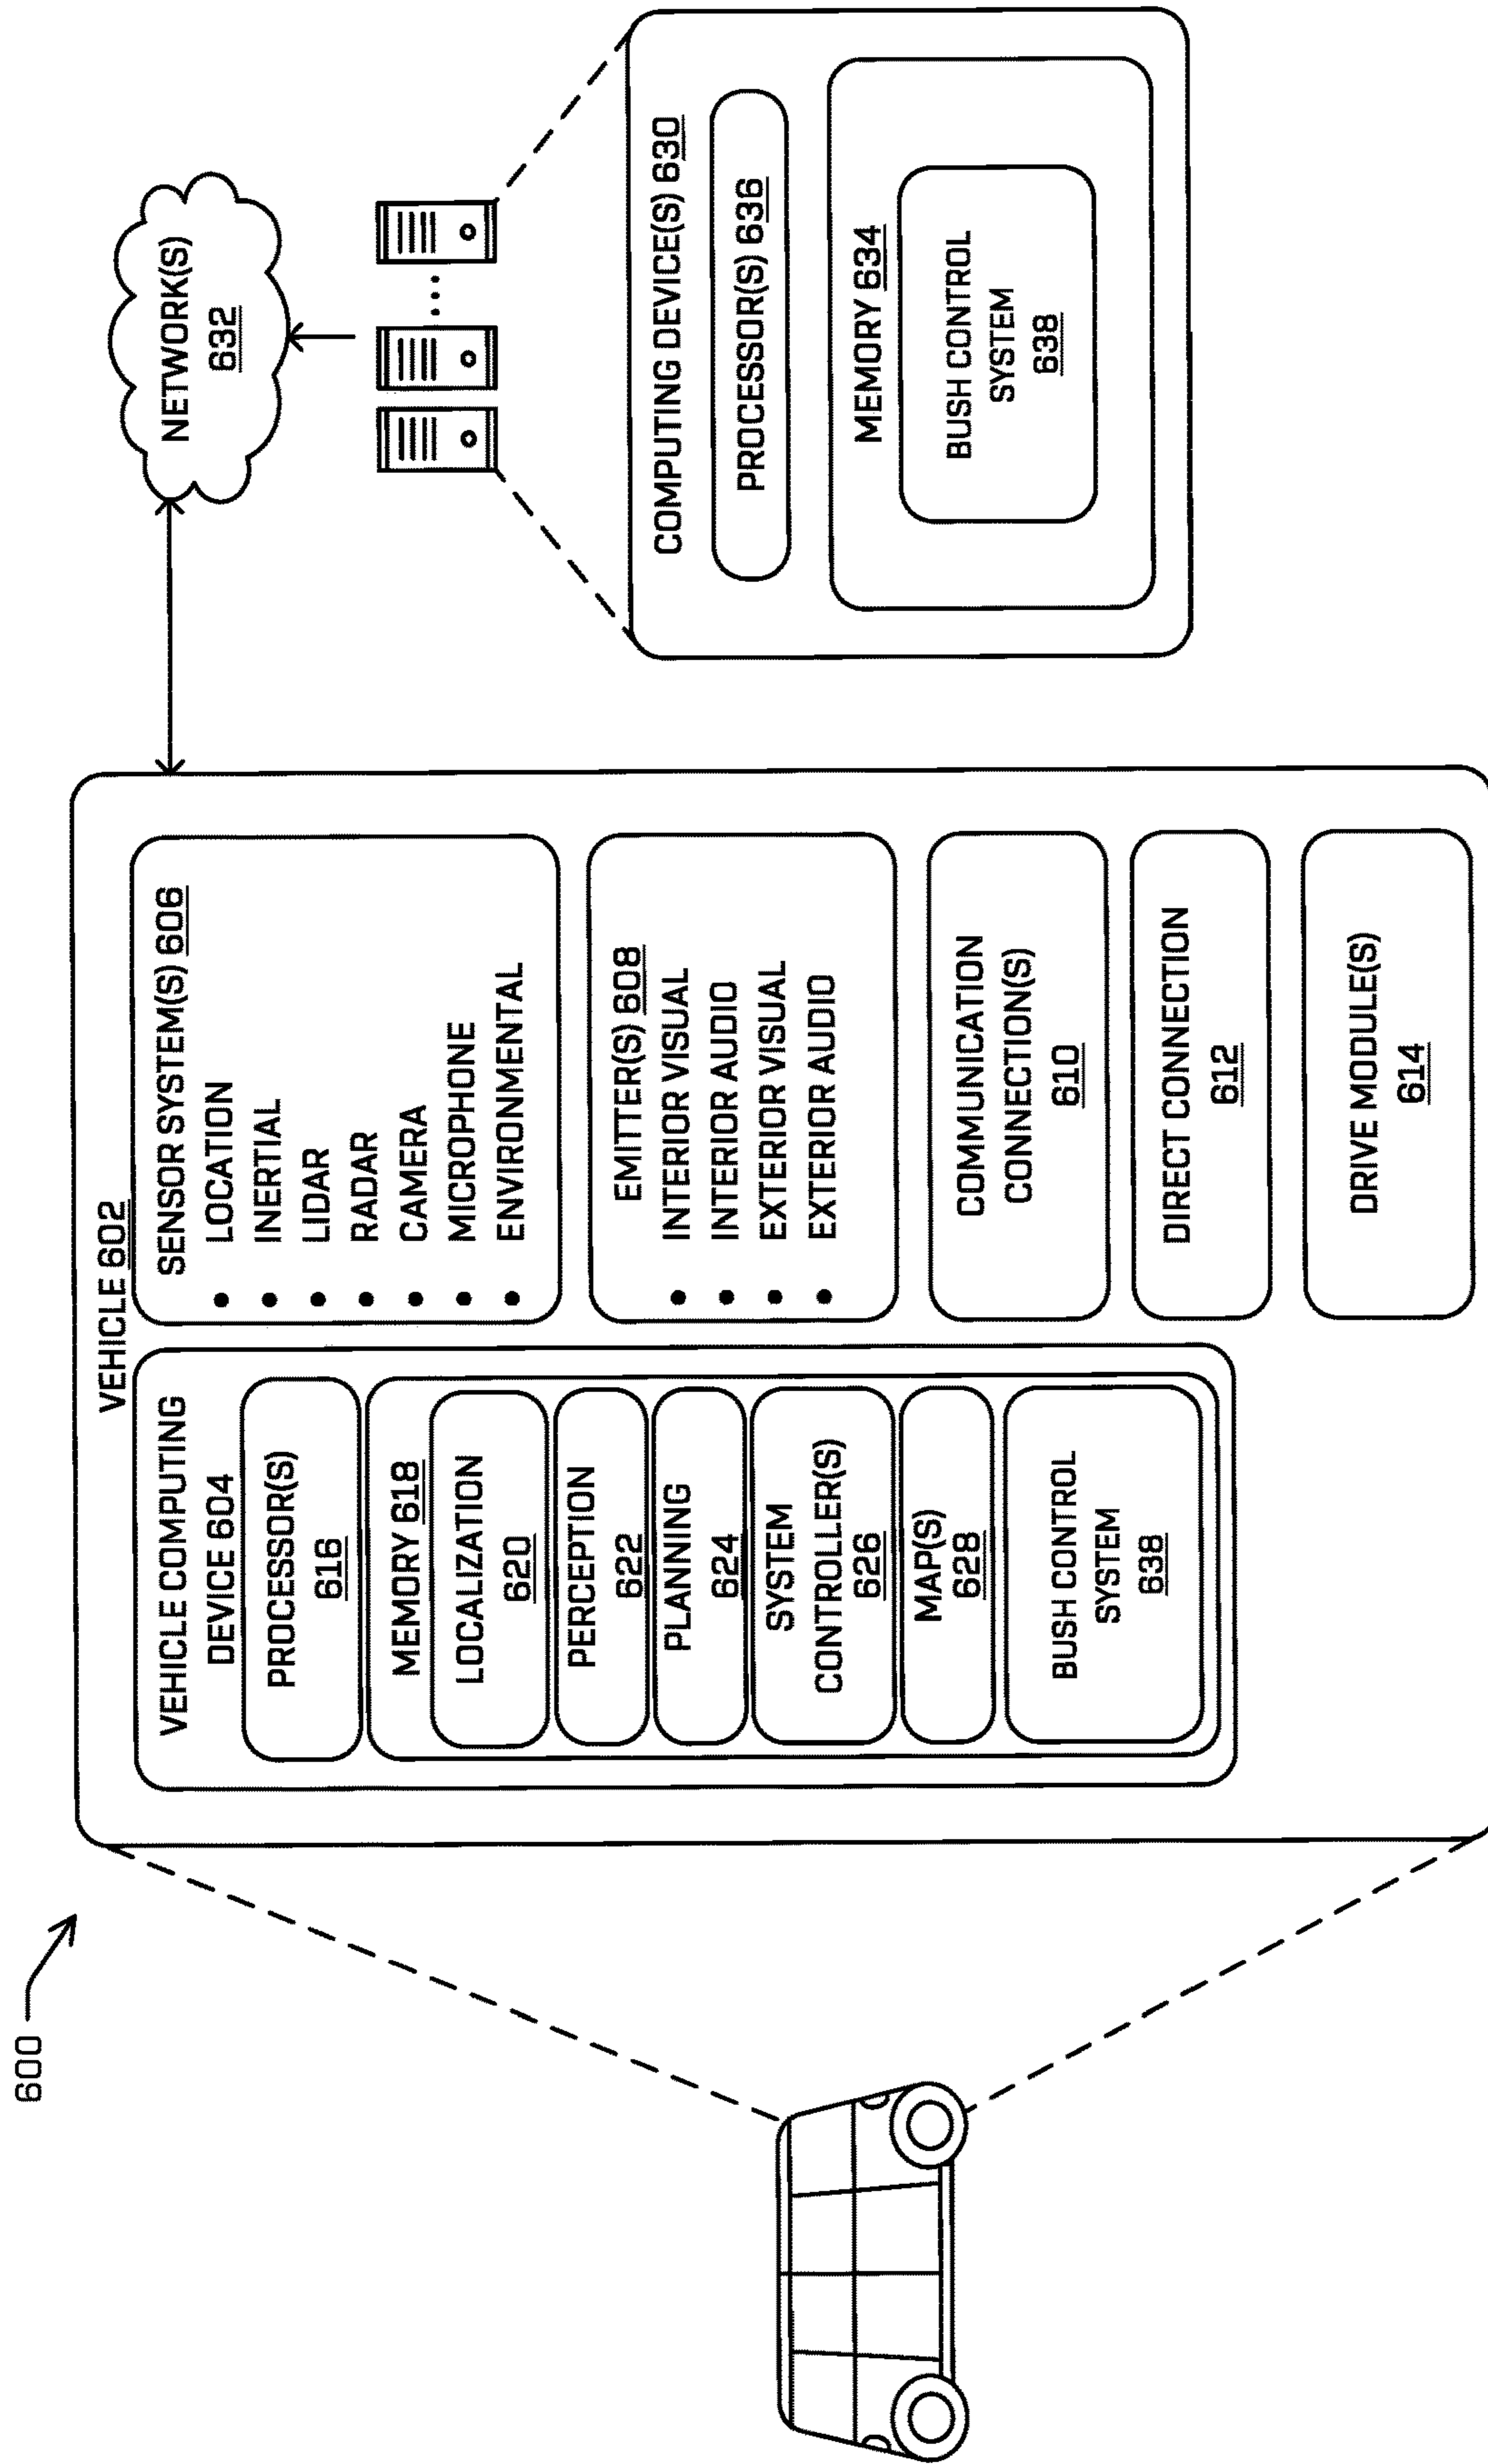 600
VEHICLE 602
VEHICLE COMPUTING
DEVICE 604
PROCESSOR(S)
616
MEMORY 618
LOCALIZATION
620
PERCEPTION
622
PLANNING
624
SYSTEM
CONTROLLER(S)
626
MAP(S)
628
BUSH CONTROL
SYSTEM
638
SENSOR SYSTEM(S) 606
• LOCATION
• INERTIAL
• LIDAR
• RADAR
• CAMERA
• MICROPHONE
• ENVIRONMENTAL
EMITTER(S) 608
• INTERIOR VISUAL
• INTERIOR AUDIO
• EXTERIOR VISUAL
• EXTERIOR AUDIO
COMMUNICATION
CONNECTION(S)
610
DIRECT CONNECTION
612
DRIVE MODULE(S)
614
NETWORK(S)
632
COMPUTING DEVICE(S) 630
PROCESSOR(S) 636
MEMORY 634
BUSH CONTROL
SYSTEM
638